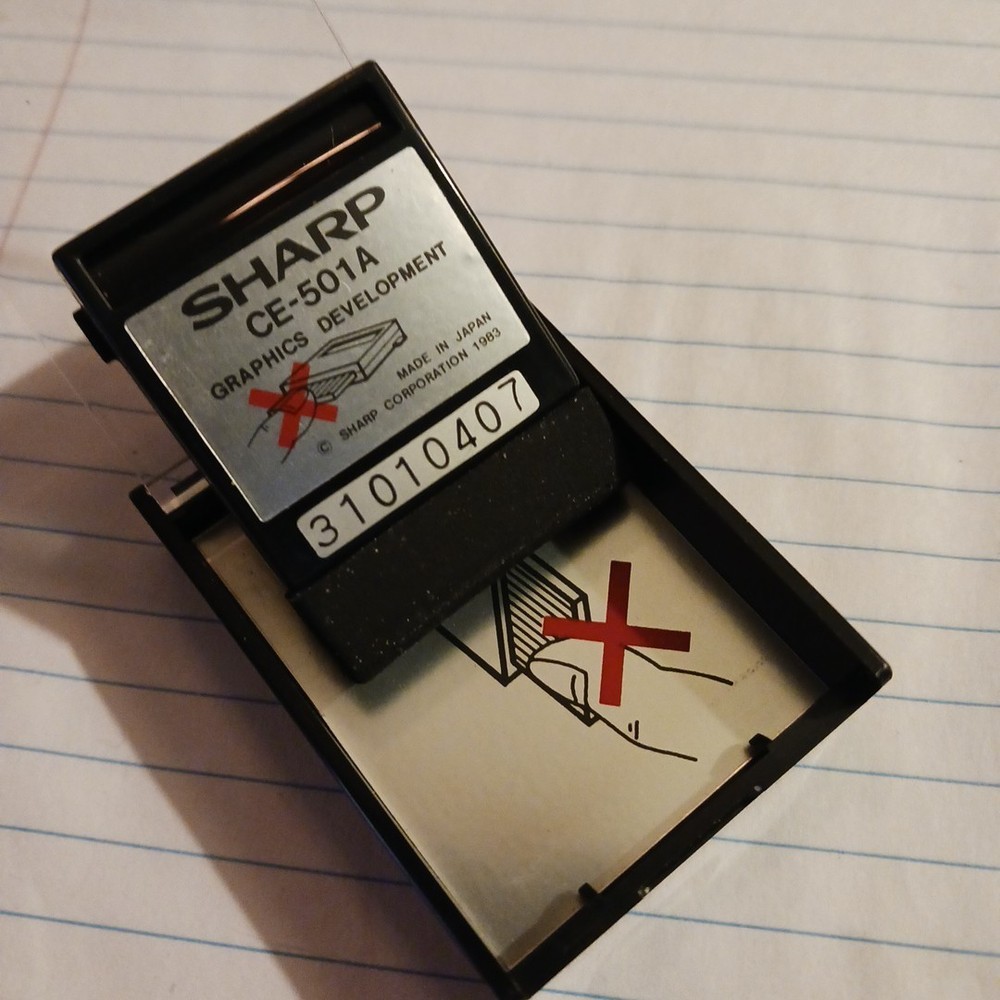 SHARP
CE-501A
GRAPHICS DEVELOPMENT
MADE IN JAPAN
© SHARP CORPORATION 1983
31010407